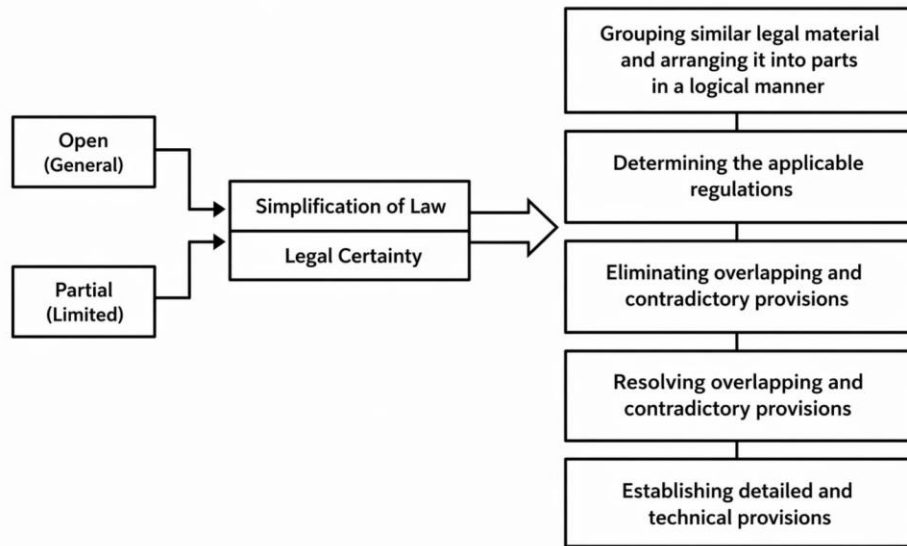 Open
(General)
Partial
(Limited)
Simplification of Law
Legal Certainty
Grouping similar legal material
and arranging it into parts
in a logical manner
Determining the applicable
regulations
Eliminating overlapping and
contradictory provisions
Resolving overlapping and
contradictory provisions
Establishing detailed and
technical provisions